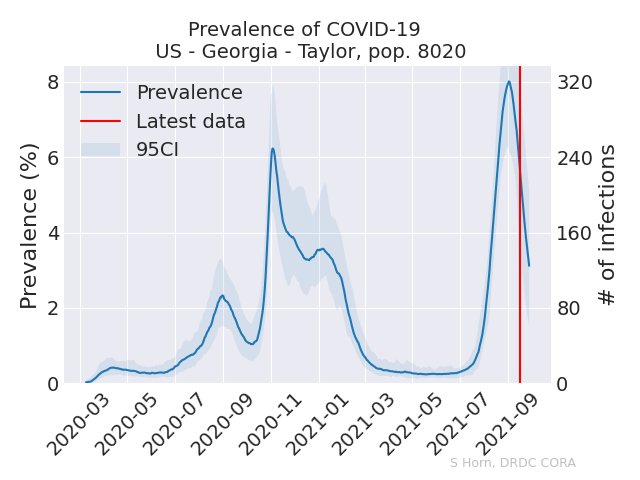 Prevalence of COVID-19
US - Georgia - Taylor, pop. 8020
Prevalence
Latest data
95CI
Prevalence (%)
8
6
4
2
0
# of infections
320
240
160
80
0
2020-03
2020-05
2020-07
2020-09
2020-11
2021-01
2021-03
2021-05
2021-07
2021-09
S Horn, DRDC CORA